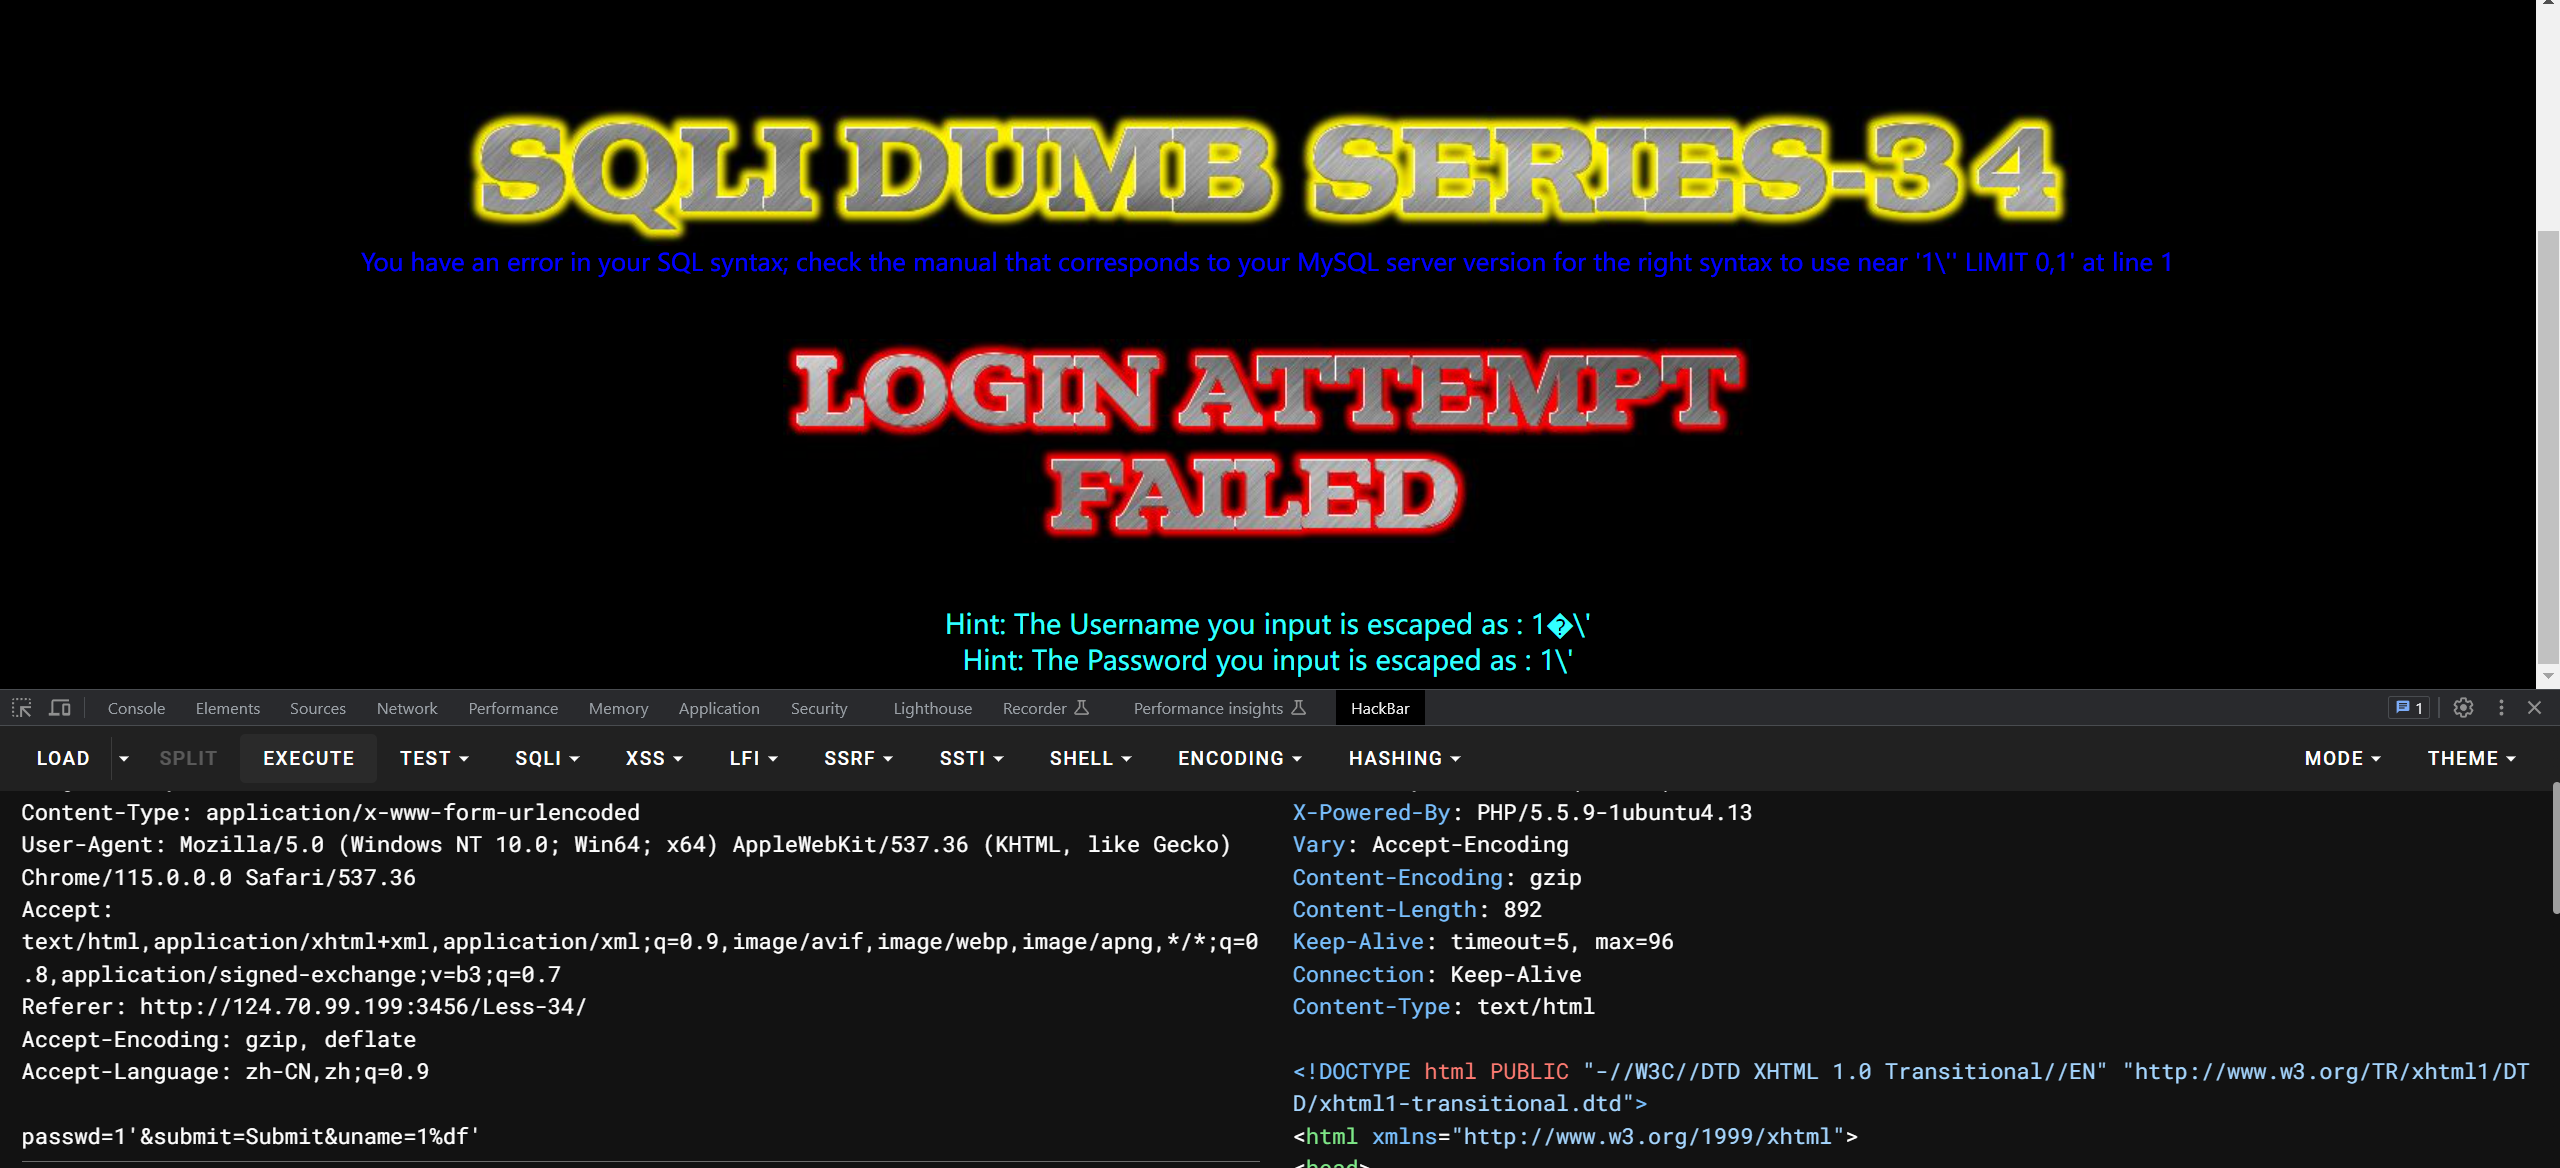 SQLI DUMB SERIES-34
You have an error in your SQL syntax; check the manual that corresponds to your MySQL server version for the right syntax to use near '1\'' LIMIT 0,1' at line 1
LOGIN ATTEMPT
FAILED
Hint: The Username you input is escaped as : 1�\'
Hint: The Password you input is escaped as : 1\'
Console Elements Sources Network Performance Memory Application Security Lighthouse Recorder Performance insights HackBar 1
LOAD SPLIT EXECUTE TEST SQLI XSS LFI SSRF SSTI SHELL ENCODING HASHING MODE THEME
Content-Type: application/x-www-form-urlencoded
User-Agent: Mozilla/5.0 (Windows NT 10.0; Win64; x64) AppleWebKit/537.36 (KHTML, like Gecko)
Chrome/115.0.0.0 Safari/537.36
Accept:
text/html,application/xhtml+xml,application/xml;q=0.9,image/avif,image/webp,image/apng,*/*;q=0
.8,application/signed-exchange;v=b3;q=0.7
Referer: http://124.70.99.199:3456/Less-34/
Accept-Encoding: gzip, deflate
Accept-Language: zh-CN,zh;q=0.9
passwd=1'&submit=Submit&uname=1%df'
X-Powered-By: PHP/5.5.9-1ubuntu4.13
Vary: Accept-Encoding
Content-Encoding: gzip
Content-Length: 892
Keep-Alive: timeout=5, max=96
Connection: Keep-Alive
Content-Type: text/html
<!DOCTYPE html PUBLIC "-//W3C//DTD XHTML 1.0 Transitional//EN" "http://www.w3.org/TR/xhtml1/DT
D/xhtml1-transitional.dtd">
<html xmlns="http://www.w3.org/1999/xhtml">
<head>